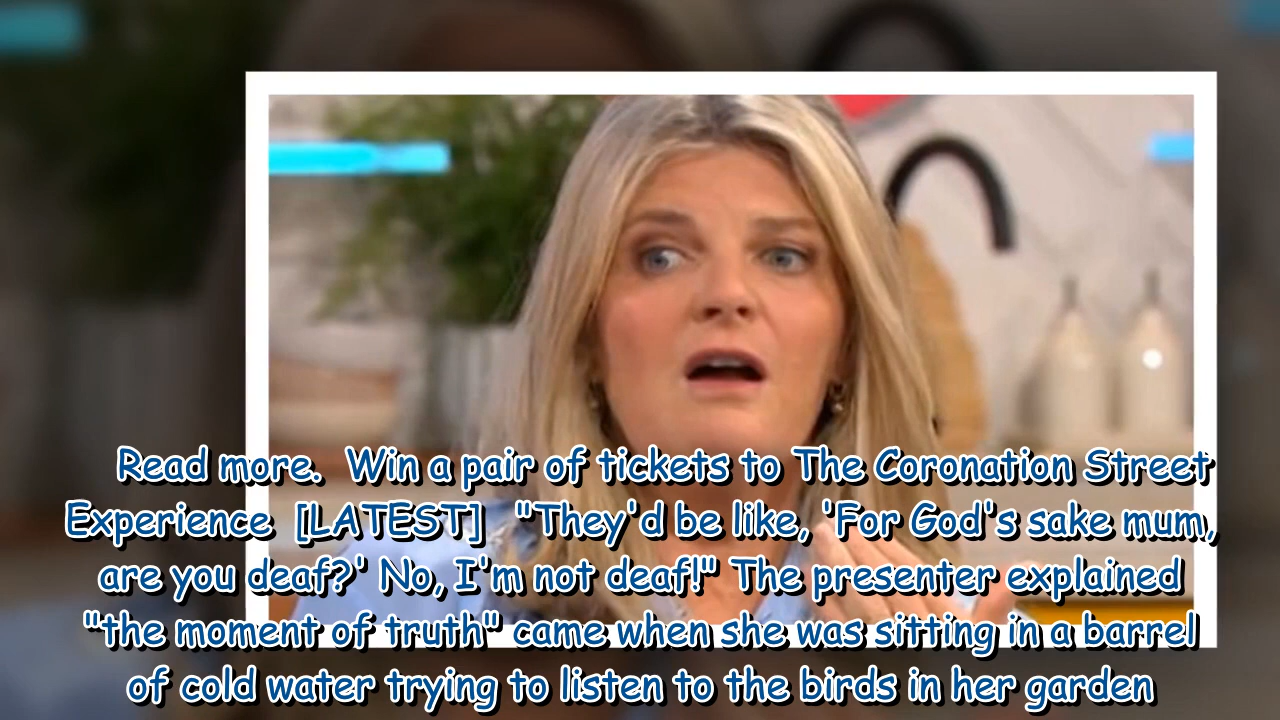 Read more.  Win a pair of tickets to The Coronation Street
Experience  [LATEST]   "They'd be like, 'For God's sake mum,
are you deaf?' No, I'm not deaf!" The presenter explained
"the moment of truth" came when she was sitting in a barrel
of cold water trying to listen to the birds in her garden